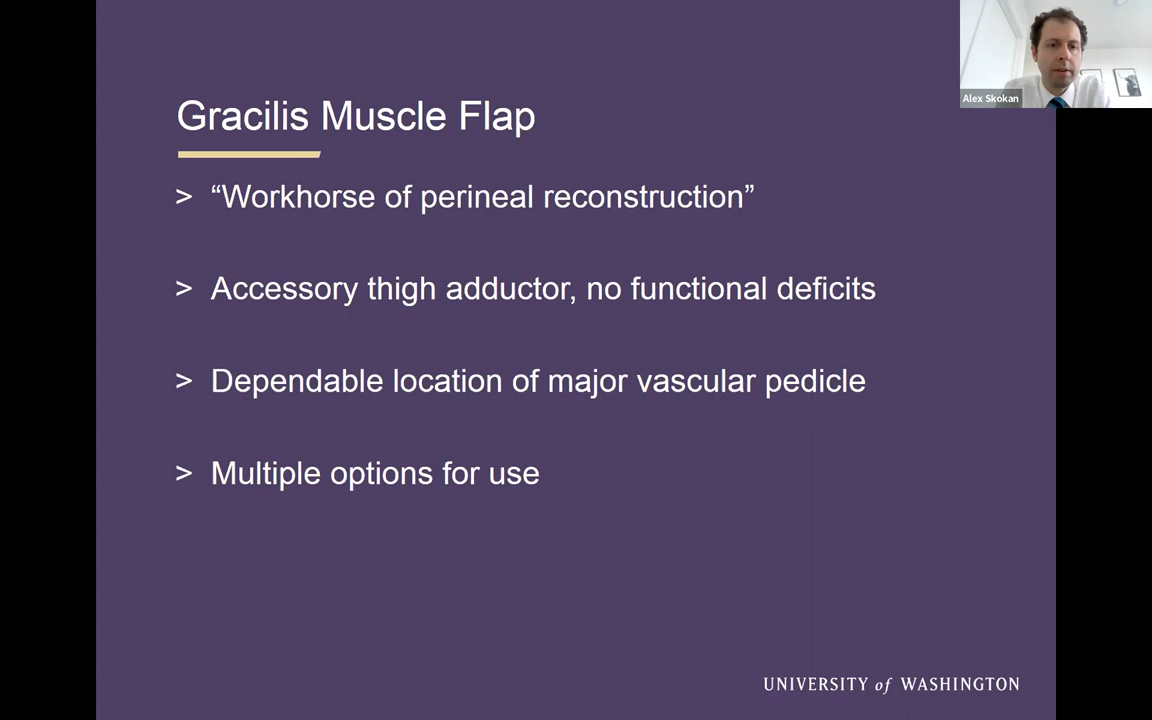 Alex Skokan
Gracilis Muscle Flap
> “Workhorse of perineal reconstruction”
> Accessory thigh adductor, no functional deficits
> Dependable location of major vascular pedicle
> Multiple options for use
UNIVERSITY of WASHINGTON